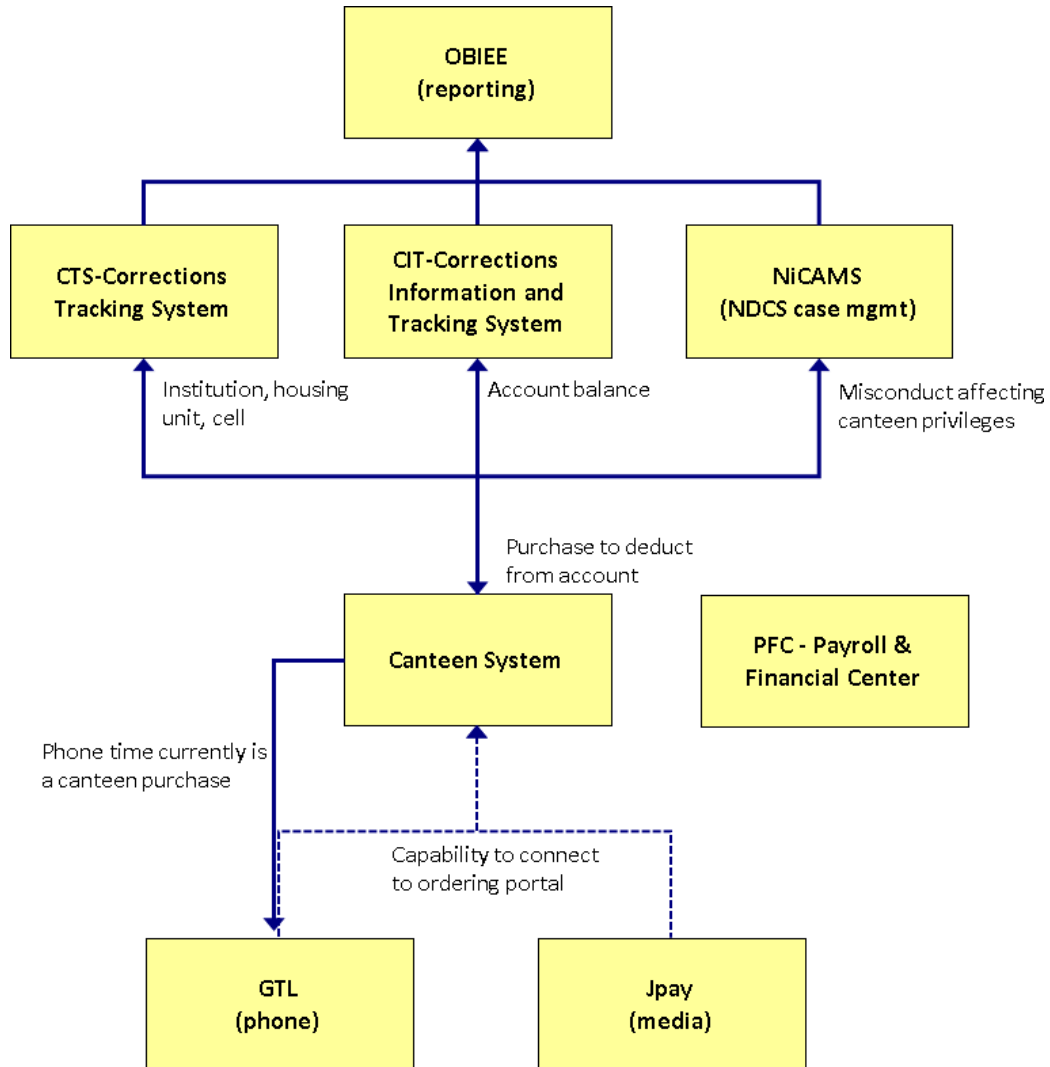 OBIEE
(reporting)
CTS-Corrections
Tracking System
CIT-Corrections
Information and
Tracking System
NiCAMS
(NDCS case mgmt)
Institution, housing
unit, cell
Account balance
Misconduct affecting
canteen privileges
Purchase to deduct
from account
Canteen System
PFC - Payroll &
Financial Center
Phone time currently is
a canteen purchase
Capability to connect
to ordering portal
GTL
(phone)
Jpay
(media)